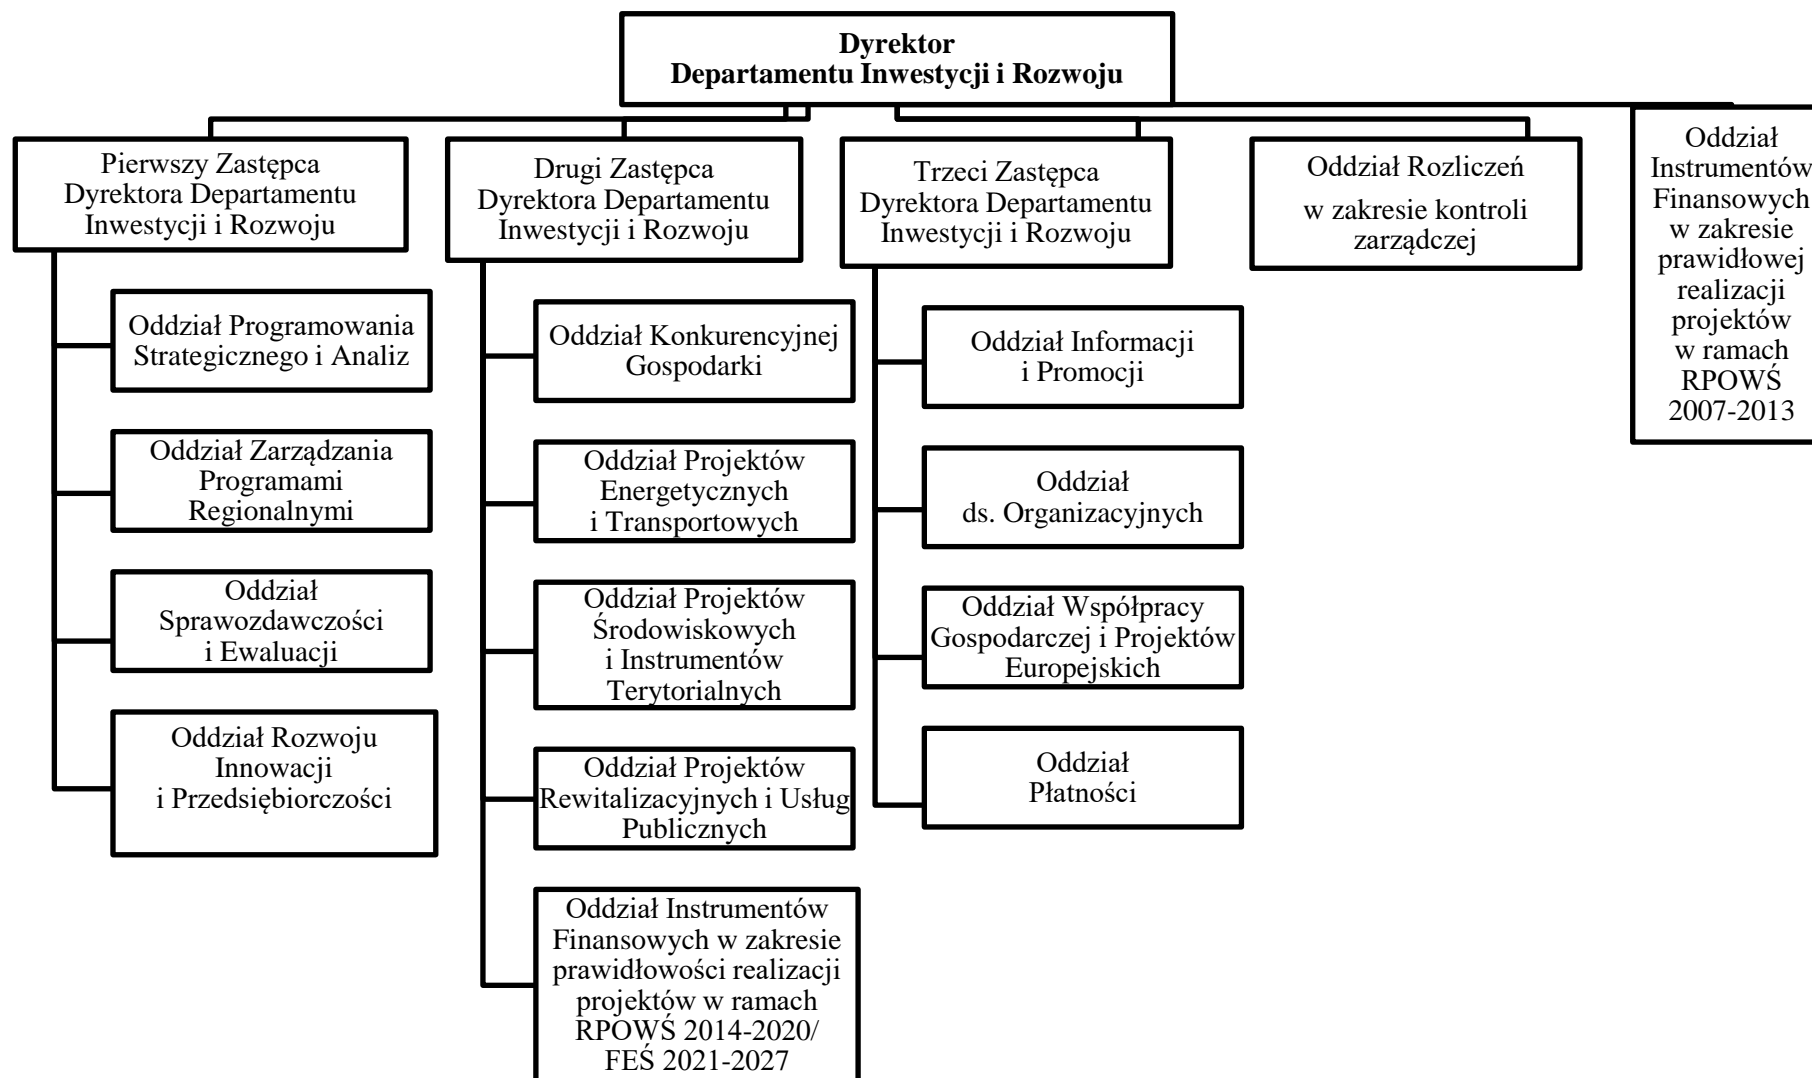 Dyrektor
Departamentu Inwestycji i Rozwoju
Pierwszy Zastępca
Dyrektora Departamentu
Inwestycji i Rozwoju
Oddział Programowania
Strategicznego i Analiz
Oddział Zarządzania
Programami
Regionalnymi
Oddział
Sprawozdawczości
i Ewaluacji
Oddział Rozwoju
Innowacji
i Przedsiębiorczości
Drugi Zastępca
Dyrektora Departamentu
Inwestycji i Rozwoju
Oddział Konkurencyjnej
Gospodarki
Oddział Projektów
Energetycznych
i Transportowych
Oddział Projektów
Środowiskowych
i Instrumentów
Terytorialnych
Oddział Projektów
Rewitalizacyjnych i Usług
Publicznych
Oddział Instrumentów
Finansowych w zakresie
prawidłowości realizacji
projektów w ramach
RPOWŚ 2014-2020/
FEŚ 2021-2027
Trzeci Zastępca
Dyrektora Departamentu
Inwestycji i Rozwoju
Oddział Informacji
i Promocji
Oddział
ds. Organizacyjnych
Oddział Współpracy
Gospodarczej i Projektów
Europejskich
Oddział
Płatności
Oddział Rozliczeń
w zakresie kontroli
zarządczej
Oddział
Instrumentów
Finansowych
w zakresie
prawidłowej
realizacji
projektów
w ramach
RPOWŚ
2007-2013